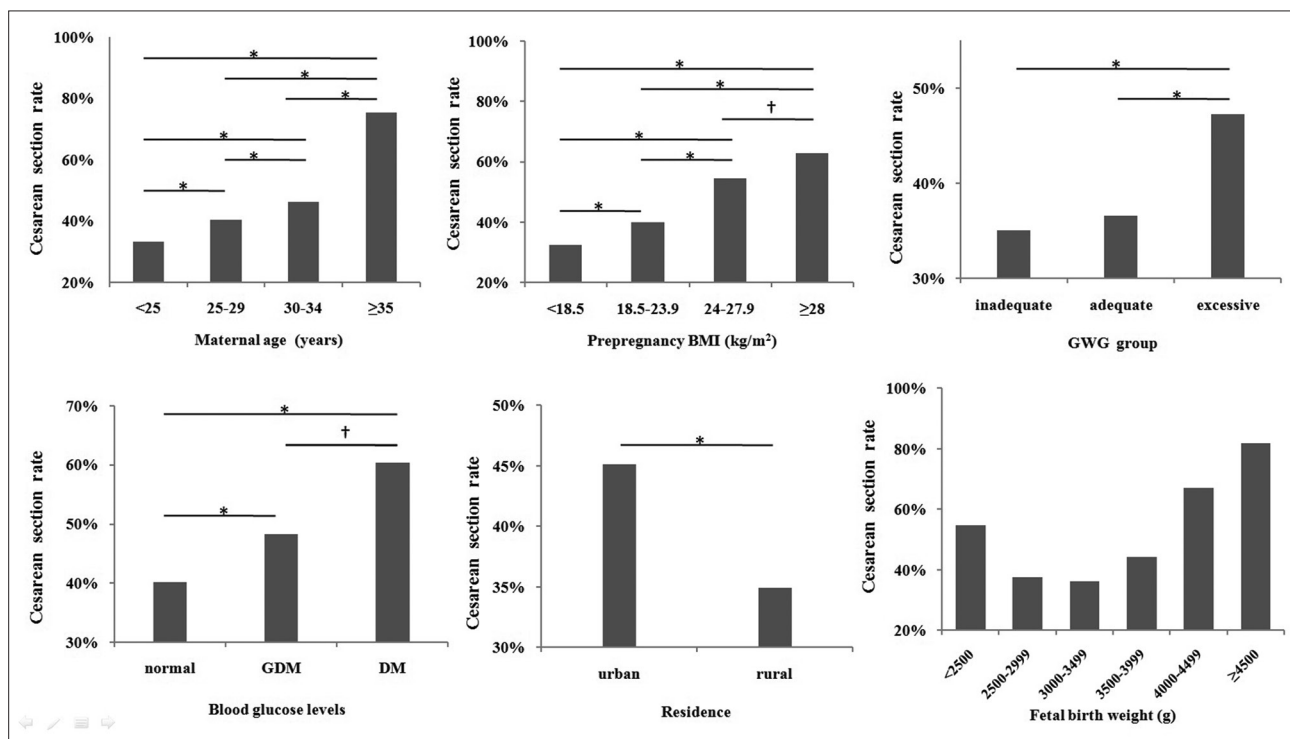 100%
80%
60%
40%
20%
Cesarean section rate
*
*
*
*
*
*
<25 25-29 30-34 ≥35
Maternal age (years)
100%
80%
60%
40%
20%
Cesarean section rate
*
*
†
*
*
*
<18.5 18.5-23.9 24-27.9 ≥28
Prepregnancy BMI (kg/m²)
50%
40%
30%
Cesarean section rate
*
*
inadequate adequate excessive
GWG group
70%
60%
50%
40%
30%
Cesarean section rate
*
†
*
normal GDM DM
Blood glucose levels
50%
45%
40%
35%
30%
Cesarean section rate
*
urban rural
Residence
100%
80%
60%
40%
20%
Cesarean section rate
<2500 2500-2999 3000-3499 3500-3999 4000-4499 ≥4500
Fetal birth weight (g)